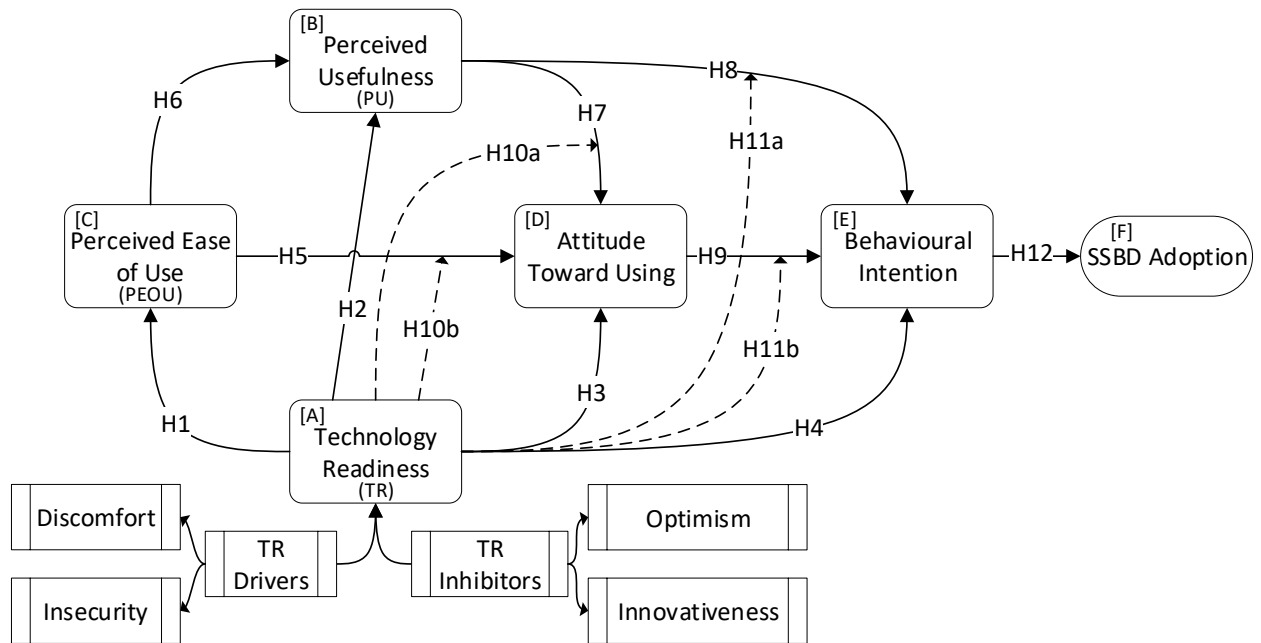 [B]
Perceived
Usefulness
(PU)
H8
H6
H7
H11a
H10a
[C]
Perceived Ease
of Use
(PEOU)
H5
[D]
Attitude
Toward Using
H9
[E]
Behavioural
Intention
H12
[F]
SSBD Adoption
H2
H10b
H11b
H3
H1
H4
[A]
Technology
Readiness
(TR)
Discomfort
Insecurity
TR
Drivers
TR
Inhibitors
Optimism
Innovativeness